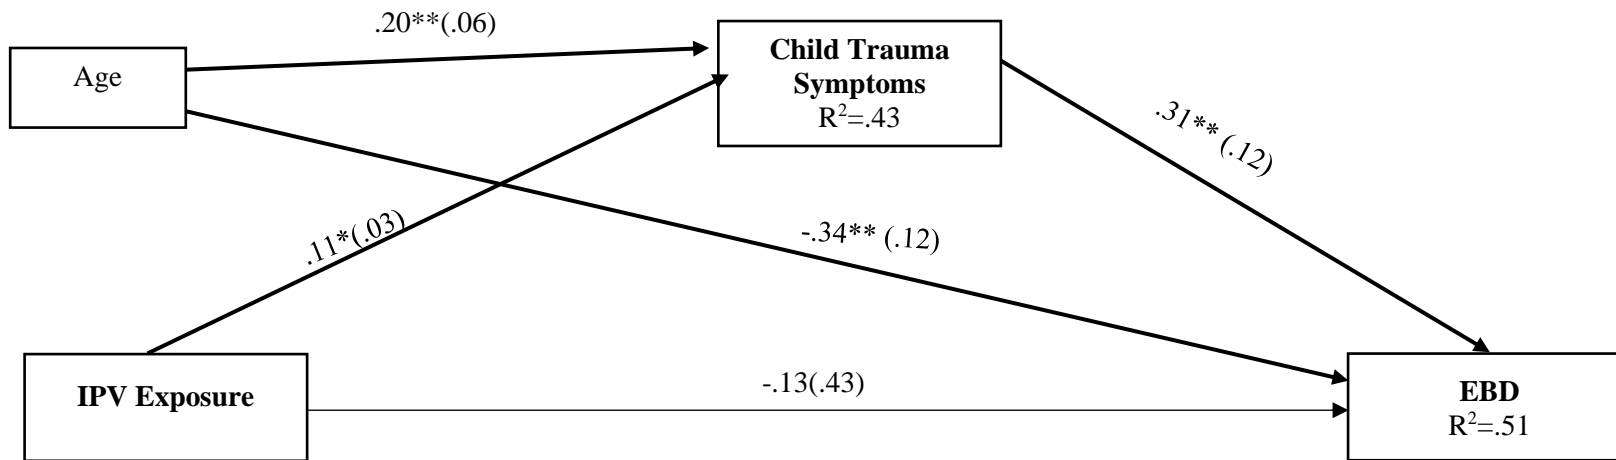 .20**(.06)
Age
Child Trauma
Symptoms
R²=.43
.31** (.12)
.11*(.03)
-.34** (.12)
IPV Exposure
-.13(.43)
EBD
R²=.51